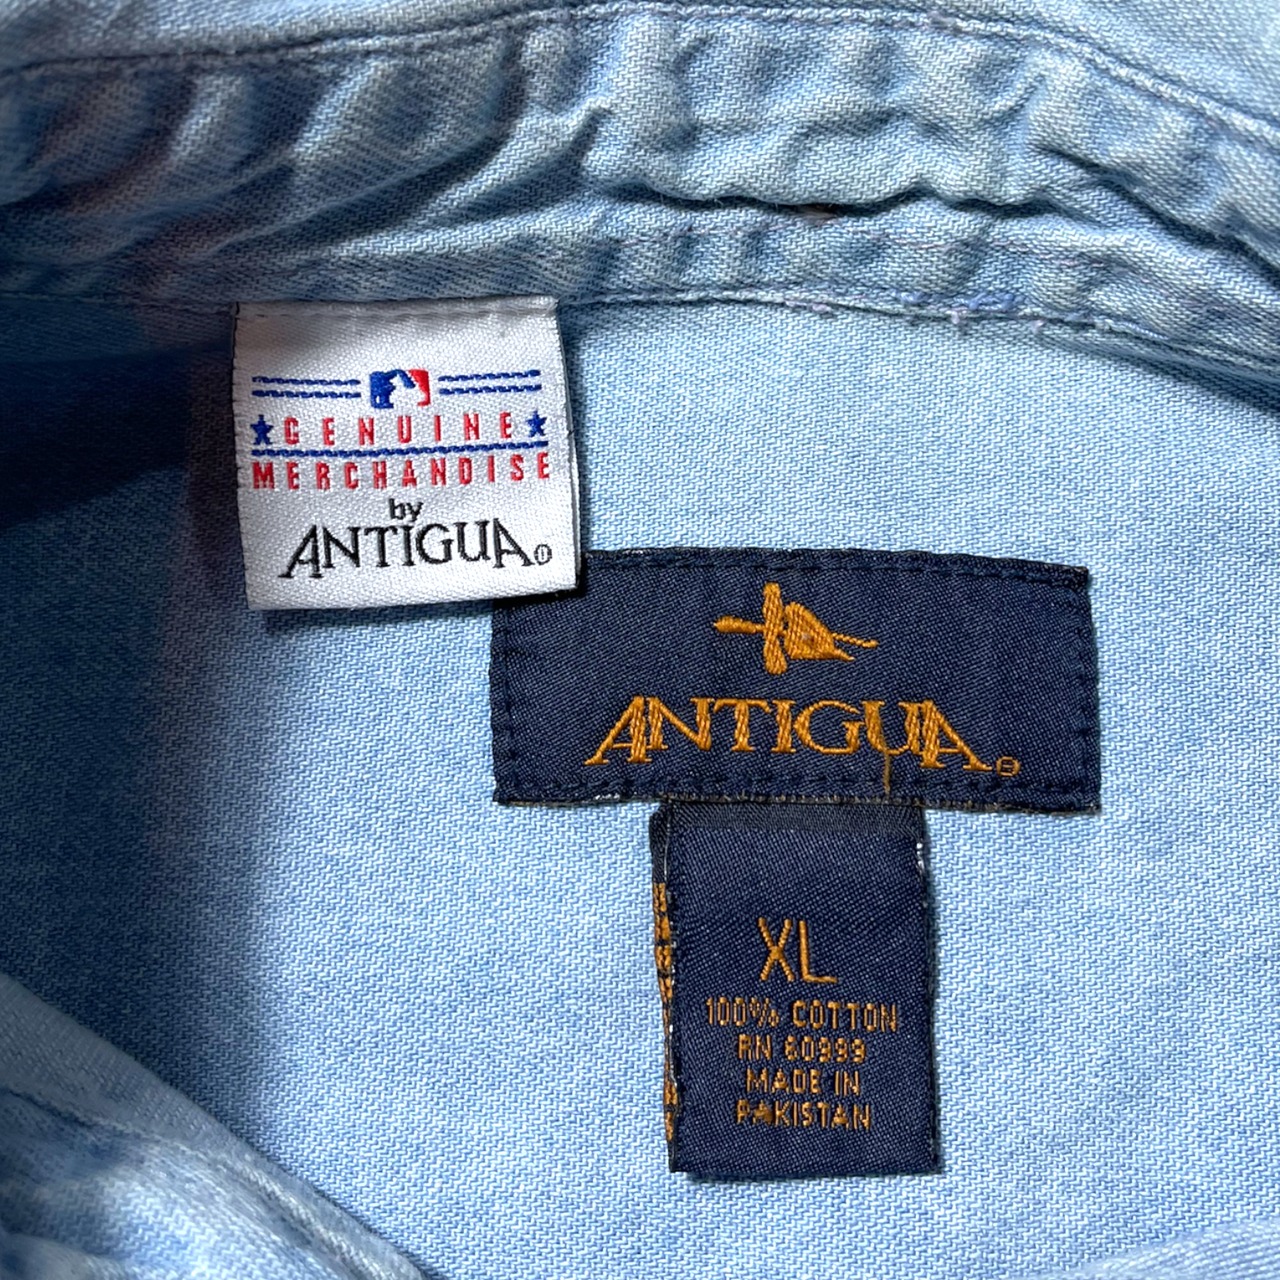 GENUINE
MERCHANDISE
by
ANTIGUA®
ANTIGUA®
XL
100% COTTON
RN 60999
MADE IN
PAKISTAN